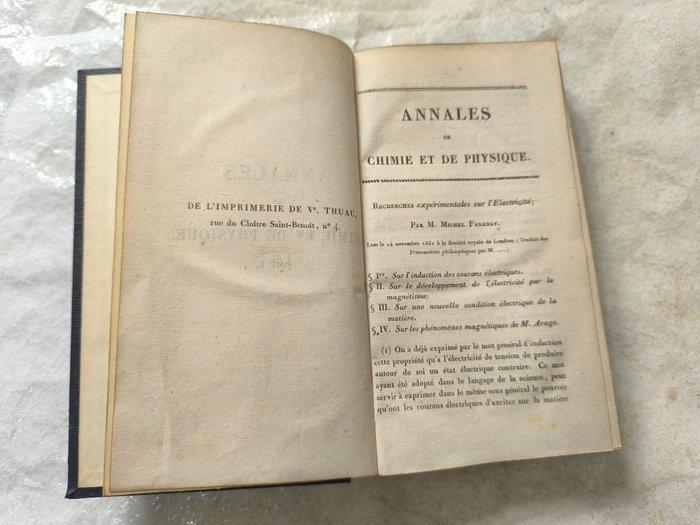 DE L'IMPRIMERIE DE Vᵉ. THUAU,
rue du Cloître Saint-Benoît, nº 4.
ANNALES
DE
CHIMIE ET DE PHYSIQUE.
RECHERCHES expérimentales sur l'Electricité;
PAR M. MICHEL FARADAY.
Lues le 24 novembre 1831 à la Société royale de Londres. (Traduit des
Transactions philosophiques par M. ——.)
§ Iᵉʳ. Sur l'induction des courans électriques.
§ II. Sur le développement de l'électricité par le
magnétisme.
§ III. Sur une nouvelle condition électrique de la
matière.
§ IV. Sur les phénomènes magnétiques de M. Arago.
(1) On a déjà exprimé par le mot général d'induction
cette propriété qu'a l'électricité de tension de produire
autour de soi un état électrique contraire. Ce mot
ayant été adopté dans le langage de la science, peut
servir à exprimer dans le même sens général le pouvoir
qu'ont les courans électriques d'exciter sur la matière